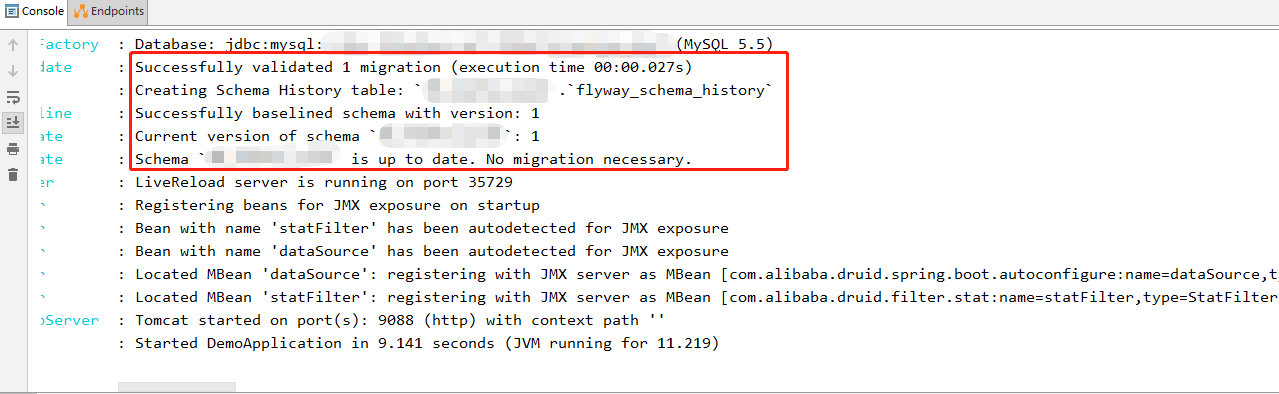 Console Endpoints
Factory : Database: jdbc:mysql: (MySQL 5.5)
date : Successfully validated 1 migration (execution time 00:00.027s)
: Creating Schema History table: ` .`flyway_schema_history`
line : Successfully baselined schema with version: 1
ate : Current version of schema ` `: 1
ate : Schema ` is up to date. No migration necessary.
er : LiveReload server is running on port 35729
r : Registering beans for JMX exposure on startup
r : Bean with name 'statFilter' has been autodetected for JMX exposure
r : Bean with name 'dataSource' has been autodetected for JMX exposure
r : Located MBean 'dataSource': registering with JMX server as MBean [com.alibaba.druid.spring.boot.autoconfigure:name=dataSource,t
r : Located MBean 'statFilter': registering with JMX server as MBean [com.alibaba.druid.filter.stat:name=statFilter,type=StatFilter
bServer : Tomcat started on port(s): 9088 (http) with context path ''
: Started DemoApplication in 9.141 seconds (JVM running for 11.219)